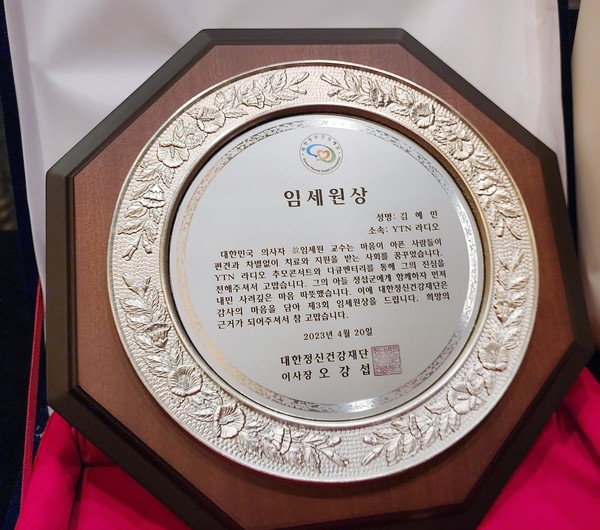 임세원상
성명: 김 혜 민
소속: YTN 라디오
대한민국 의사자 故임세원 교수는 마음이 아픈 사람들이
편견과 차별없이 치료와 지원을 받는 사회를 꿈꾸었습니다.
YTN 라디오 추모콘서트와 다큐멘터리를 통해 그의 진심을
전해주셔서 고맙습니다. 그의 아들 정섭군에게 함께하자 먼저
내민 사려깊은 마음 따뜻했습니다. 이에 대한정신건강재단은
감사의 마음을 담아 제3회 임세원상을 드립니다. 희망의
근거가 되어주셔서 참 고맙습니다.
2023년 4월 20일
대한정신건강재단
이사장 오 강 섭